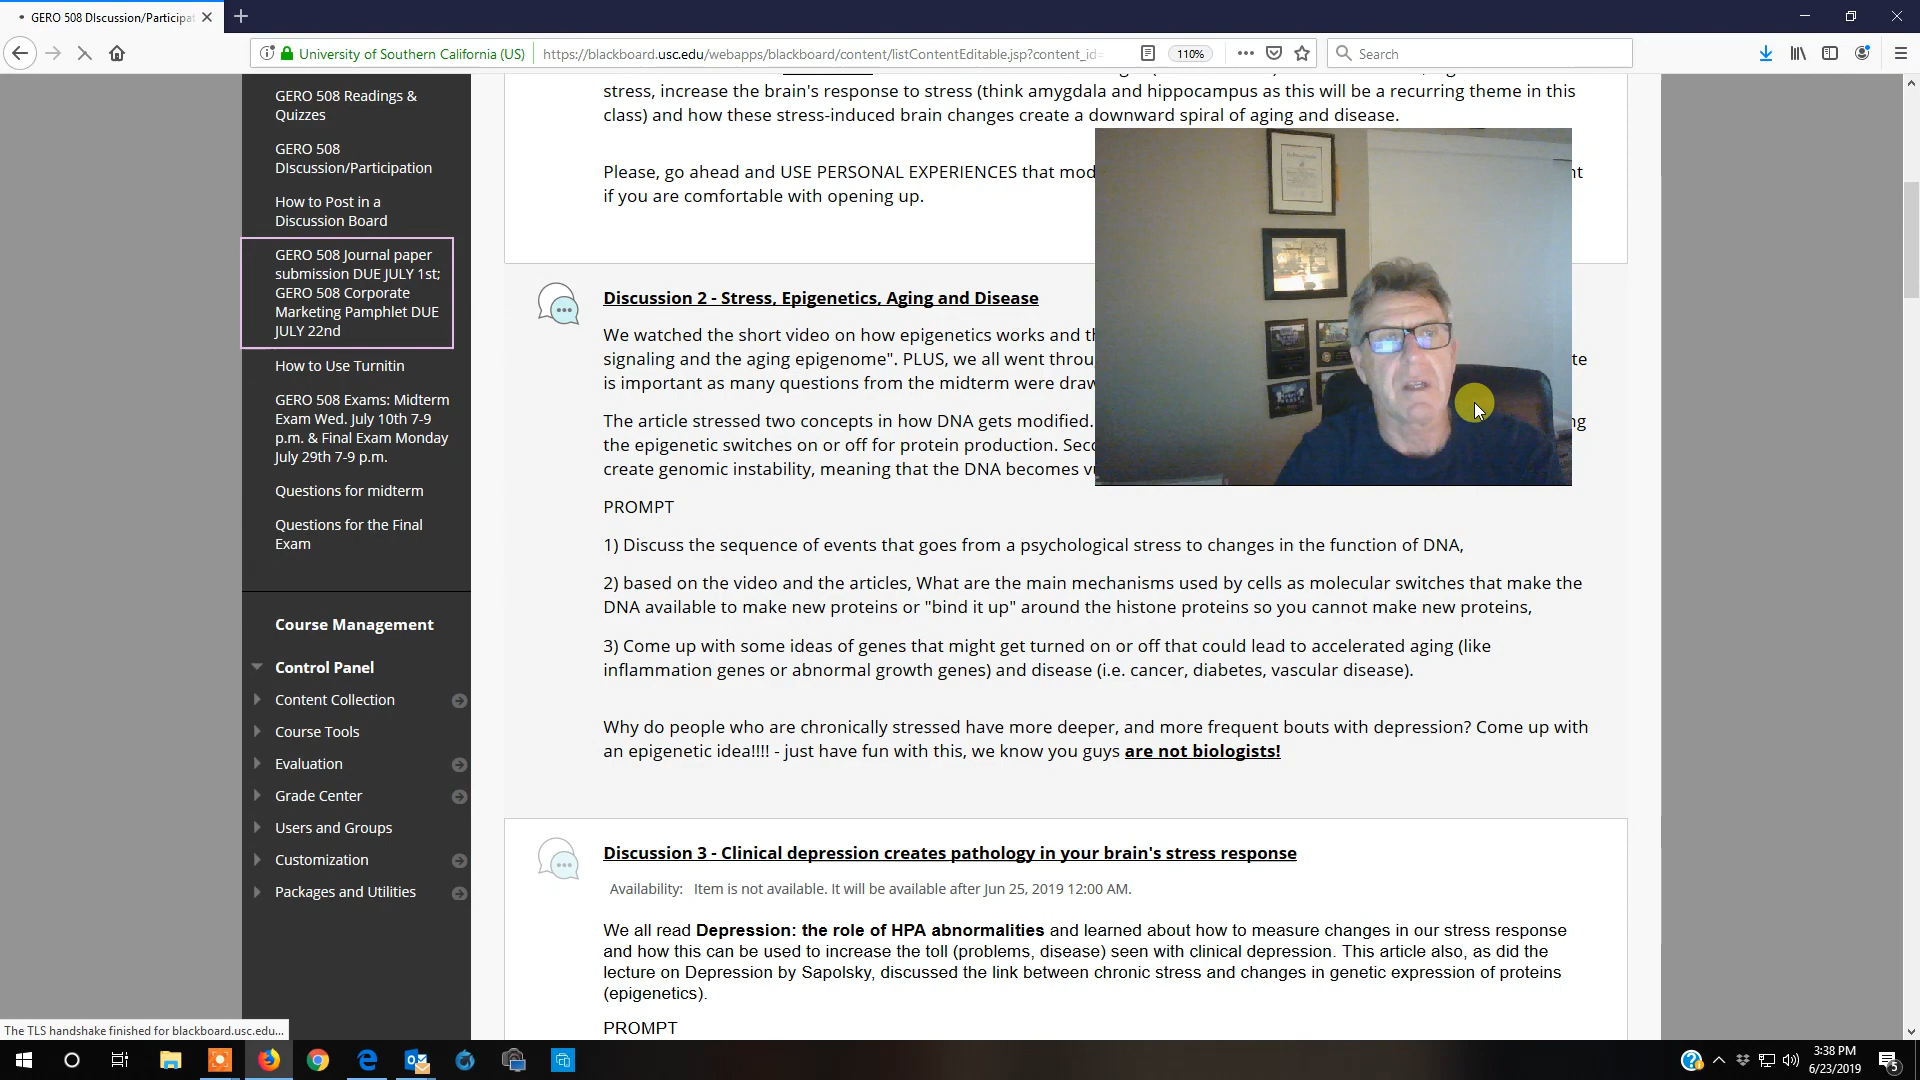 GERO 508 DIscussion/Participat
University of Southern California (US)
https://blackboard.usc.edu/webapps/blackboard/content/listContentEditable.jsp?content_id=
110%
Search
GERO 508 Readings &
Quizzes
GERO 508
DIscussion/Participation
How to Post in a
Discussion Board
GERO 508 Journal paper
submission DUE JULY 1st;
GERO 508 Corporate
Marketing Pamphlet DUE
JULY 22nd
How to Use Turnitin
GERO 508 Exams: Midterm
Exam Wed. July 10th 7-9
p.m. & Final Exam Monday
July 29th 7-9 p.m.
Questions for midterm
Questions for the Final
Exam
Course Management
Control Panel
Content Collection
Course Tools
Evaluation
Grade Center
Users and Groups
Customization
Packages and Utilities
stress, increase the brain's response to stress (think amygdala and hippocampus as this will be a recurring theme in this
class) and how these stress-induced brain changes create a downward spiral of aging and disease.
Please, go ahead and USE PERSONAL EXPERIENCES that mod
if you are comfortable with opening up.
Discussion 2 - Stress, Epigenetics, Aging and Disease
We watched the short video on how epigenetics works and th
signaling and the aging epigenome". PLUS, we all went throu
is important as many questions from the midterm were draw
The article stressed two concepts in how DNA gets modified.
the epigenetic switches on or off for protein production. Sec
create genomic instability, meaning that the DNA becomes vu
PROMPT
1) Discuss the sequence of events that goes from a psychological stress to changes in the function of DNA,
2) based on the video and the articles, What are the main mechanisms used by cells as molecular switches that make the
DNA available to make new proteins or "bind it up" around the histone proteins so you cannot make new proteins,
3) Come up with some ideas of genes that might get turned on or off that could lead to accelerated aging (like
inflammation genes or abnormal growth genes) and disease (i.e. cancer, diabetes, vascular disease).
Why do people who are chronically stressed have more deeper, and more frequent bouts with depression? Come up with
an epigenetic idea!!!! - just have fun with this, we know you guys are not biologists!
Discussion 3 - Clinical depression creates pathology in your brain's stress response
Availability: Item is not available. It will be available after Jun 25, 2019 12:00 AM.
We all read Depression: the role of HPA abnormalities and learned about how to measure changes in our stress response
and how this can be used to increase the toll (problems, disease) seen with clinical depression. This article also, as did the
lecture on Depression by Sapolsky, discussed the link between chronic stress and changes in genetic expression of proteins
(epigenetics).
PROMPT
The TLS handshake finished for blackboard.usc.edu...
3:38 PM
6/23/2019
5